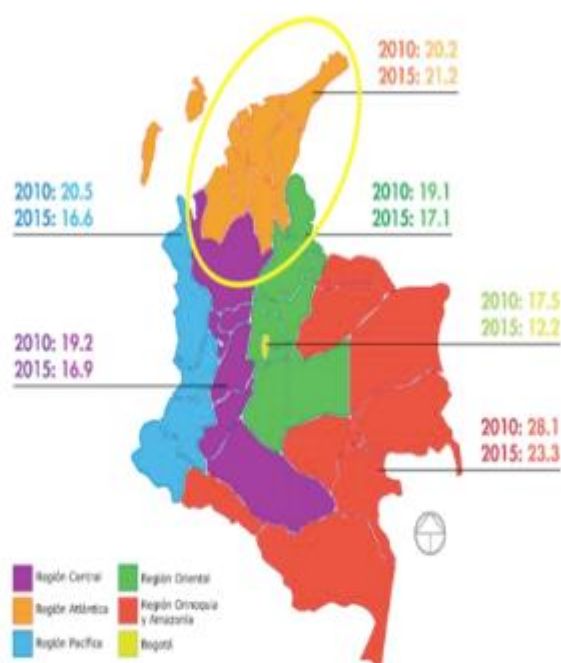 2010: 20.2
2015: 21.2
2010: 20.5
2015: 16.6
2010: 19.1
2015: 17.1
2010: 17.5
2015: 12.2
2010: 19.2
2015: 16.9
2010: 28.1
2015: 23.3
Región Central
Región Oriental
Región Atlántica
Región Orinoquia
y Amazonía
Región Pacífica
Bogotá